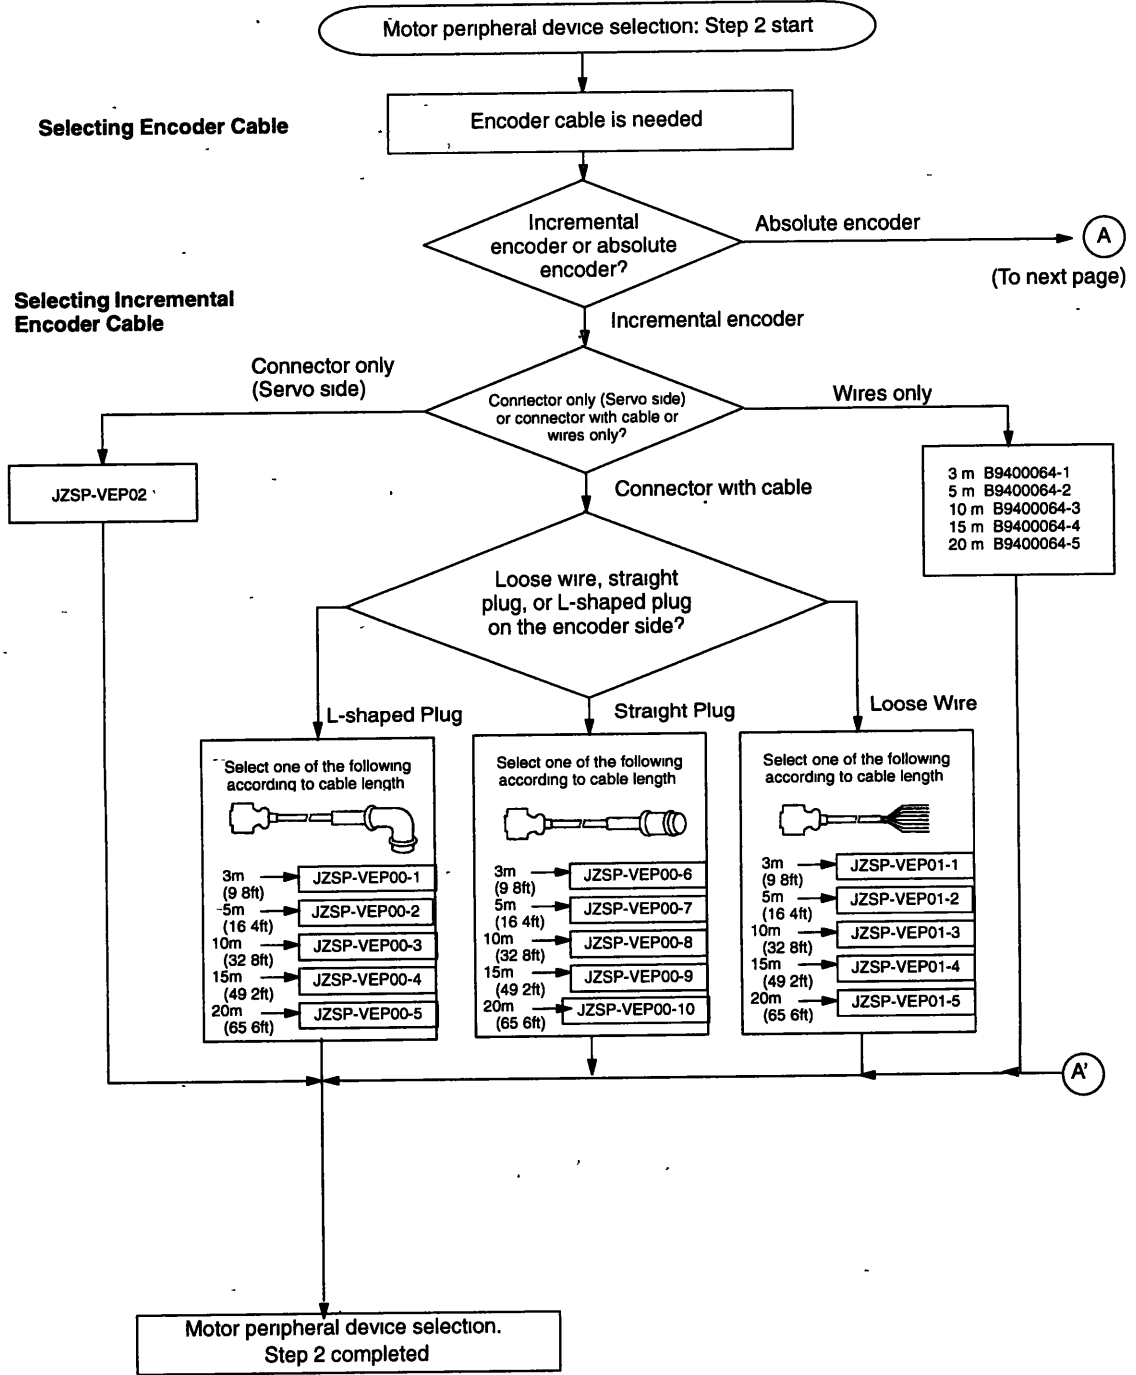 Motor peripheral device selection: Step 2 start
Selecting Encoder Cable
Encoder cable is needed
Incremental
encoder or absolute
encoder?
Absolute encoder
A
(To next page)
Selecting Incremental
Encoder Cable
Incremental encoder
Connector only
(Servo side)
Connector only (Servo side)
or connector with cable or
wires only?
Wires only
JZSP-VEP02
Connector with cable
3 m B9400064-1
5 m B9400064-2
10 m B9400064-3
15 m B9400064-4
20 m B9400064-5
Loose wire, straight
plug, or L-shaped plug
on the encoder side?
L-shaped Plug
Straight Plug
Loose Wire
Select one of the following
according to cable length
3m
(9 8ft)
JZSP-VEP00-1
5m
(16 4ft)
JZSP-VEP00-2
10m
(32 8ft)
JZSP-VEP00-3
15m
(49 2ft)
JZSP-VEP00-4
20m
(65 6ft)
JZSP-VEP00-5
Select one of the following
according to cable length
3m
(9 8ft)
JZSP-VEP00-6
5m
(16 4ft)
JZSP-VEP00-7
10m
(32 8ft)
JZSP-VEP00-8
15m
(49 2ft)
JZSP-VEP00-9
20m
(65 6ft)
JZSP-VEP00-10
Select one of the following
according to cable length
3m
(9 8ft)
JZSP-VEP01-1
5m
(16 4ft)
JZSP-VEP01-2
10m
(32 8ft)
JZSP-VEP01-3
15m
(49 2ft)
JZSP-VEP01-4
20m
(65 6ft)
JZSP-VEP01-5
A'
Motor peripheral device selection.
Step 2 completed